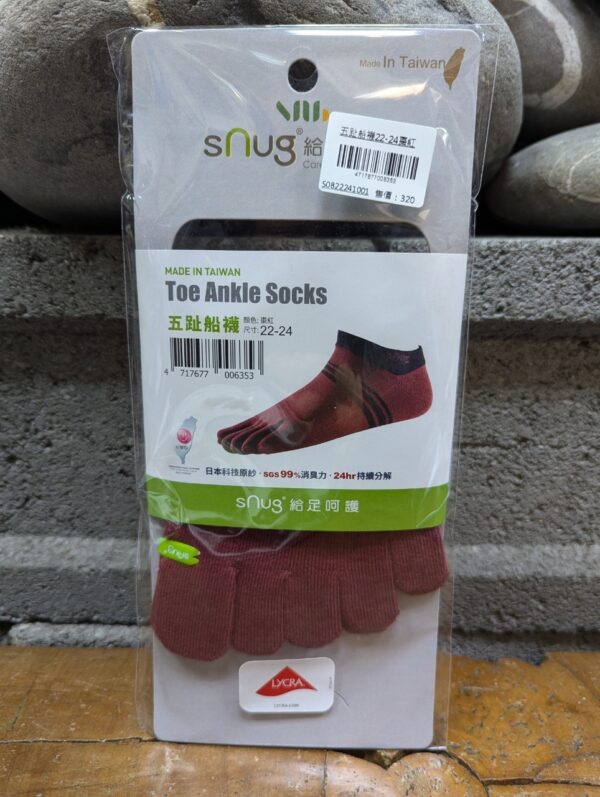 Made In Taiwan
snug® 給
Care
五趾船襪22-24棗紅
4717677006353
S0822241001 售價：320
MADE IN TAIWAN
Toe Ankle Socks
五趾船襪 顏色: 棗紅
尺寸: 22-24
4 717677 006353
日本科技原紗．SGS 99%消臭力．24hr持續分解
snug® 給足呵護
snug
LYCRA